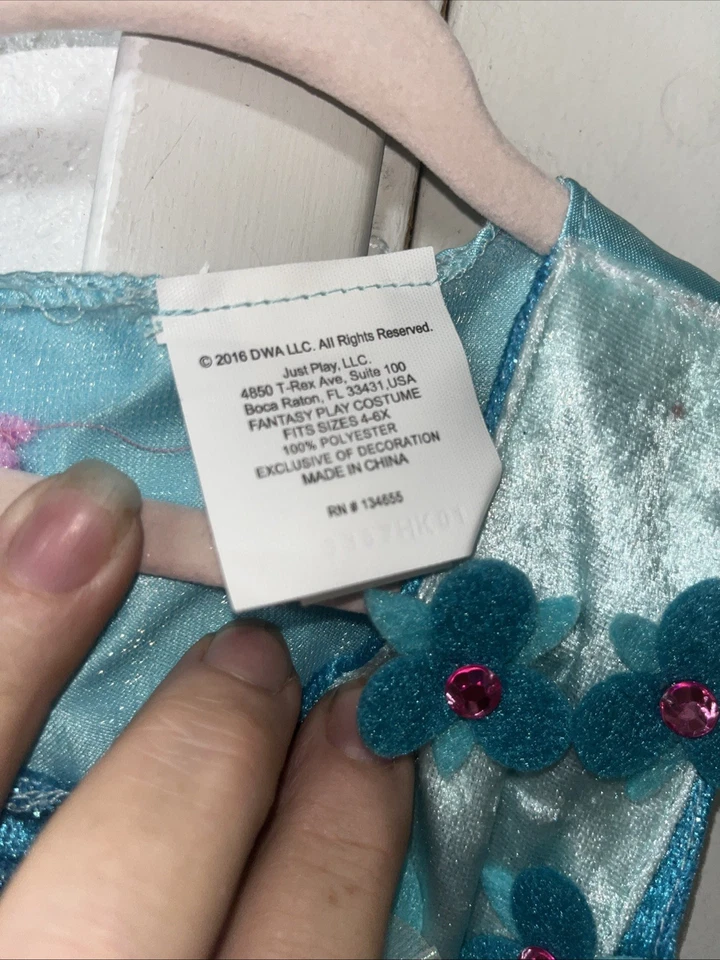 © 2016 DWA LLC. All Rights Reserved.
Just Play, LLC.
4850 T-Rex Ave, Suite 100
Boca Raton, FL 33431,USA
FANTASY PLAY COSTUME
FITS SIZES 4-6X
100% POLYESTER
EXCLUSIVE OF DECORATION
MADE IN CHINA
RN # 134655